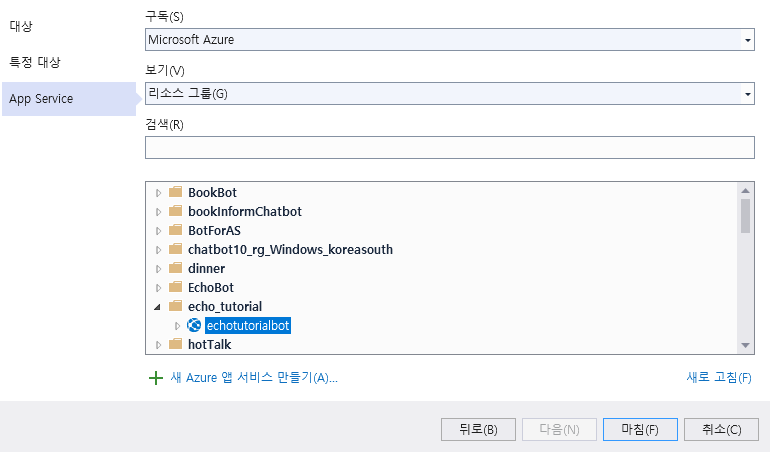 대상
특정 대상
App Service
구독(S)
Microsoft Azure
보기(V)
리소스 그룹(G)
검색(R)
BookBot
bookInformChatbot
BotForAS
chatbot10_rg_Windows_koreasouth
dinner
EchoBot
echo_tutorial
echotutorialbot
hotTalk
새 Azure 앱 서비스 만들기(A)...
새로 고침(F)
뒤로(B)
다음(N)
마침(F)
취소(C)